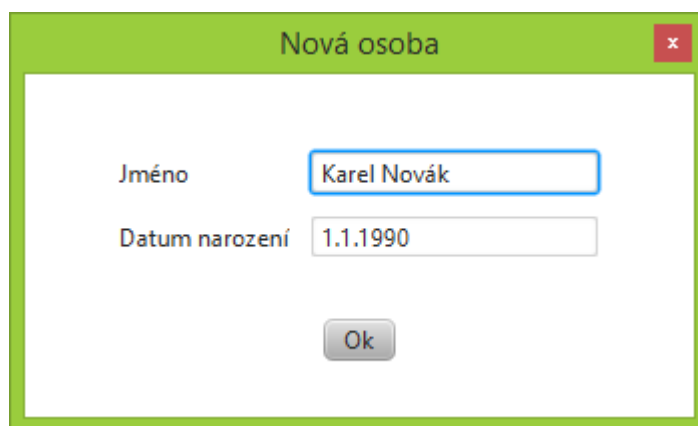 Nová osoba
x
Jméno Karel Novák
Datum narození 1.1.1990
Ok